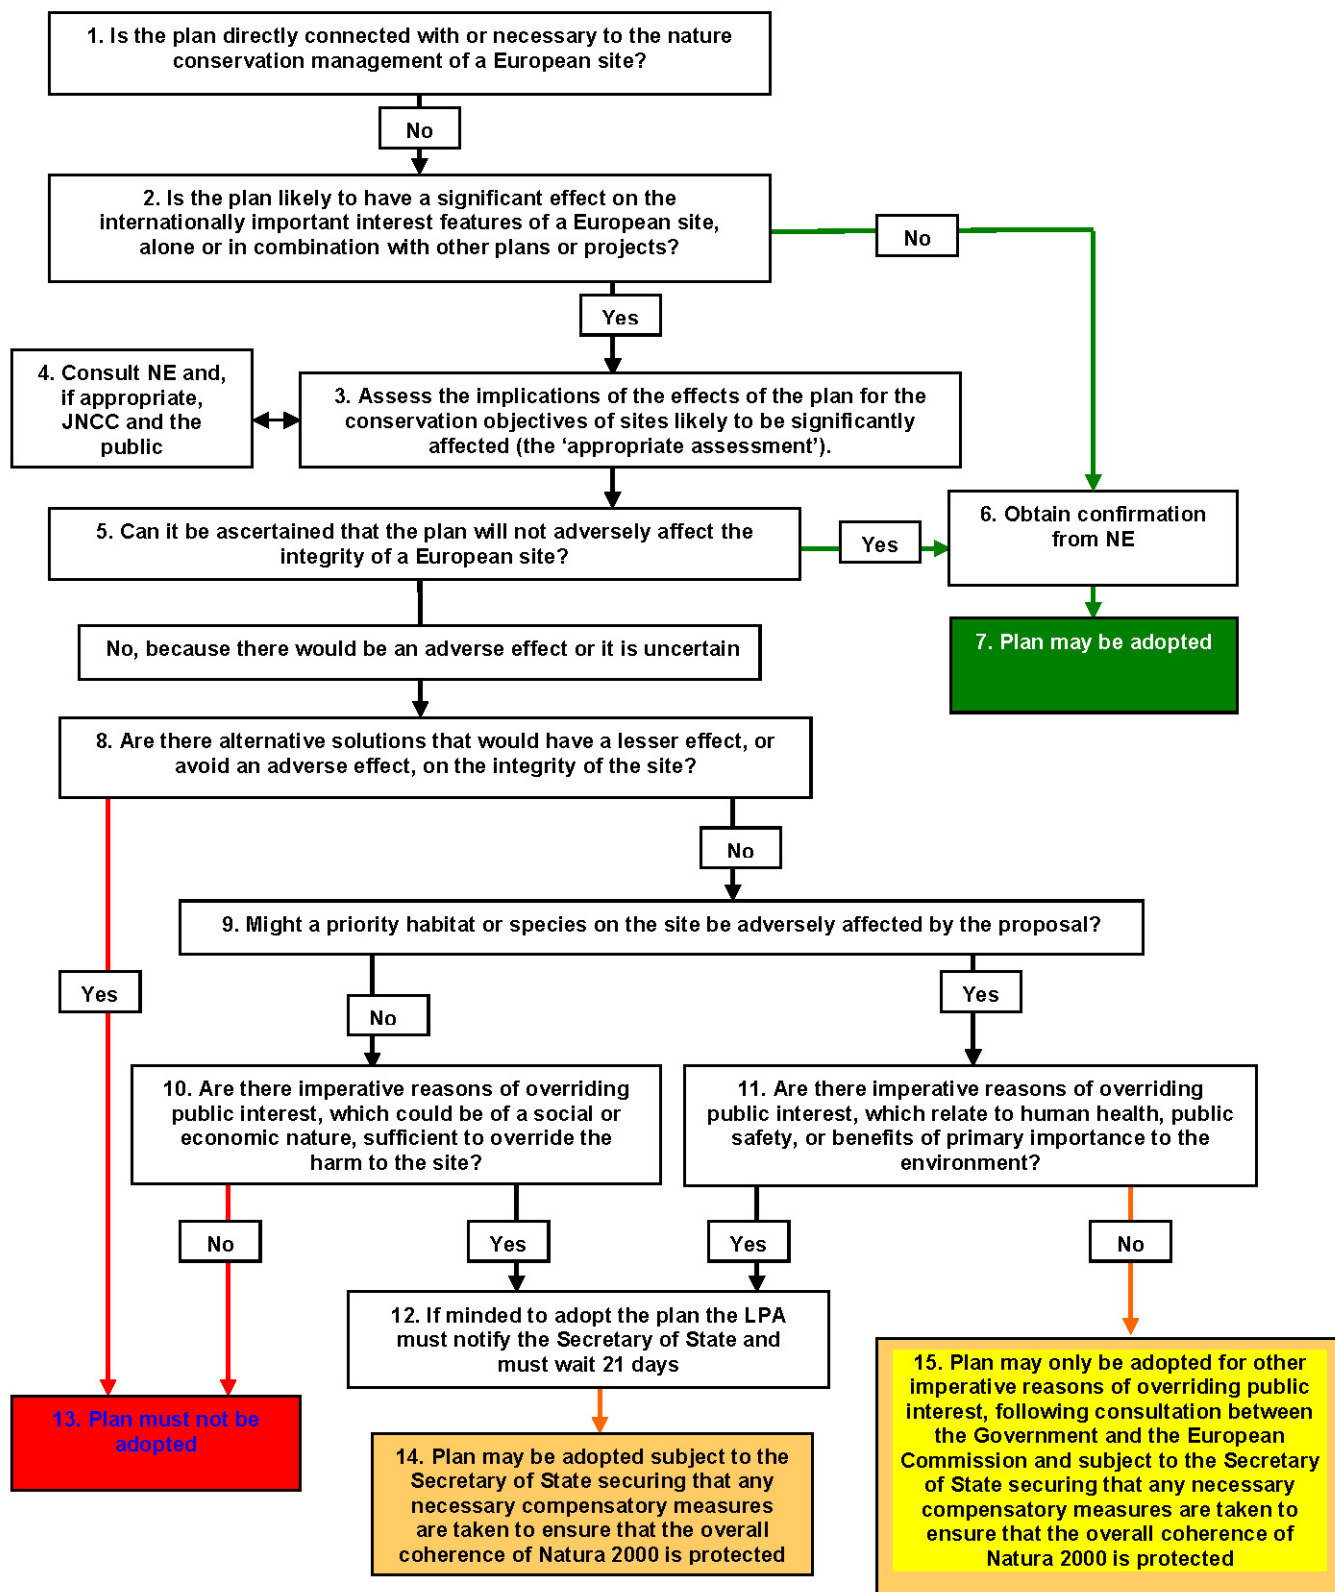 1. Is the plan directly connected with or necessary to the nature
conservation management of a European site?
No
2. Is the plan likely to have a significant effect on the
internationally important interest features of a European site,
alone or in combination with other plans or projects?
No
Yes
4. Consult NE and,
if appropriate,
JNCC and the
public
3. Assess the implications of the effects of the plan for the
conservation objectives of sites likely to be significantly
affected (the ‘appropriate assessment’).
5. Can it be ascertained that the plan will not adversely affect the
integrity of a European site?
Yes
6. Obtain confirmation
from NE
7. Plan may be adopted
No, because there would be an adverse effect or it is uncertain
8. Are there alternative solutions that would have a lesser effect, or
avoid an adverse effect, on the integrity of the site?
No
9. Might a priority habitat or species on the site be adversely affected by the proposal?
Yes
No
Yes
10. Are there imperative reasons of overriding
public interest, which could be of a social or
economic nature, sufficient to override the
harm to the site?
11. Are there imperative reasons of overriding
public interest, which relate to human health, public
safety, or benefits of primary importance to the
environment?
No
Yes
Yes
No
12. If minded to adopt the plan the LPA
must notify the Secretary of State and
must wait 21 days
13. Plan must not be
adopted
14. Plan may be adopted subject to the
Secretary of State securing that any
necessary compensatory measures
are taken to ensure that the overall
coherence of Natura 2000 is protected
15. Plan may only be adopted for other
imperative reasons of overriding public
interest, following consultation between
the Government and the European
Commission and subject to the Secretary
of State securing that any necessary
compensatory measures are taken to
ensure that the overall coherence of
Natura 2000 is protected